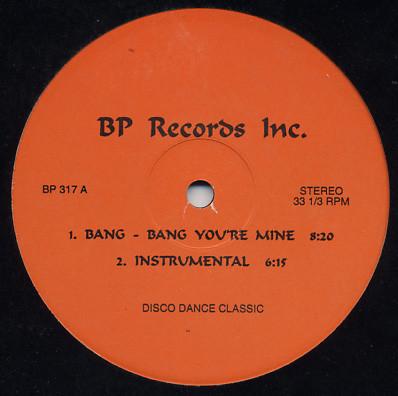 BP Records Inc.
BP 317 A
STEREO
33 1/3 RPM
1. BANG - BANG YOU'RE MINE 8:20
2. INSTRUMENTAL 6:15
DISCO DANCE CLASSIC